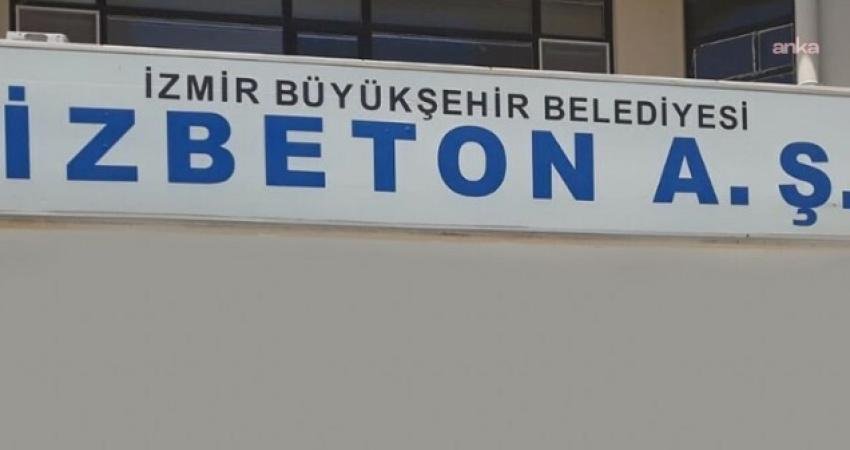 anka
İZMİR BÜYÜKŞEHİR BELEDİYESİ
İZBETON A.Ş.